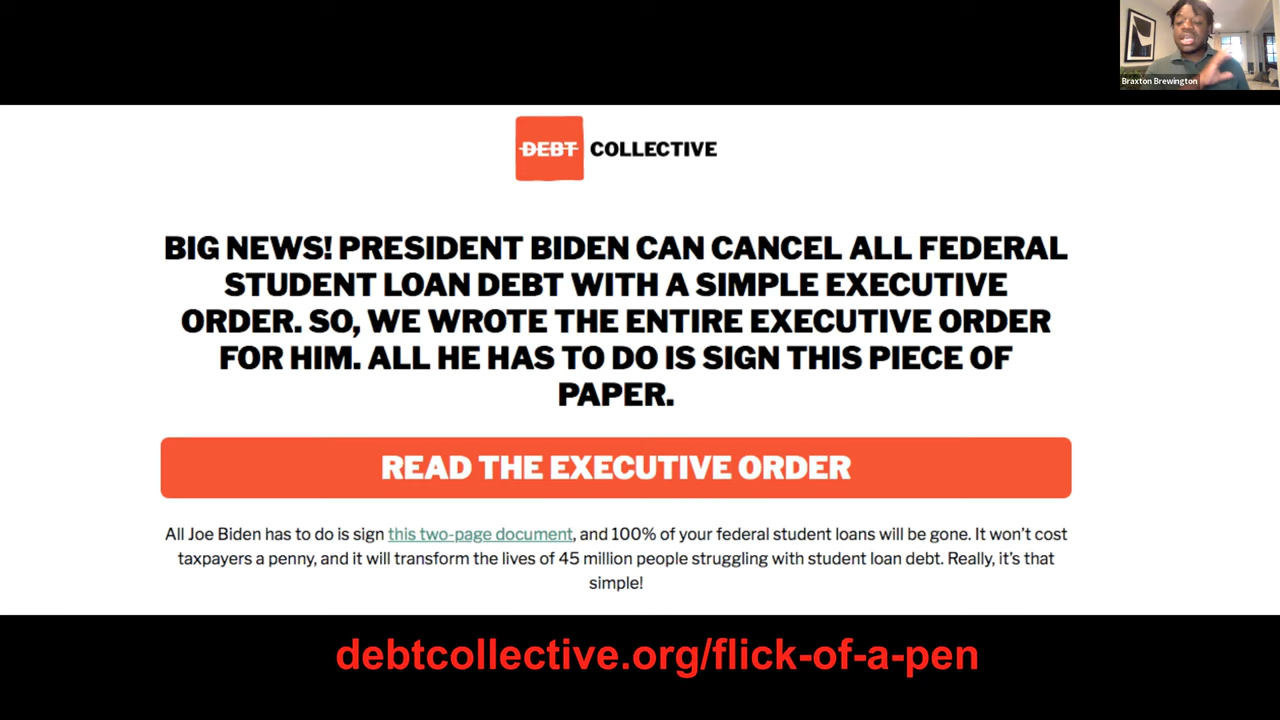 Braxton Brewington
DEBT COLLECTIVE
BIG NEWS! PRESIDENT BIDEN CAN CANCEL ALL FEDERAL
STUDENT LOAN DEBT WITH A SIMPLE EXECUTIVE
ORDER. SO, WE WROTE THE ENTIRE EXECUTIVE ORDER
FOR HIM. ALL HE HAS TO DO IS SIGN THIS PIECE OF
PAPER.
READ THE EXECUTIVE ORDER
All Joe Biden has to do is sign this two-page document, and 100% of your federal student loans will be gone. It won’t cost
taxpayers a penny, and it will transform the lives of 45 million people struggling with student loan debt. Really, it’s that
simple!
debtcollective.org/flick-of-a-pen